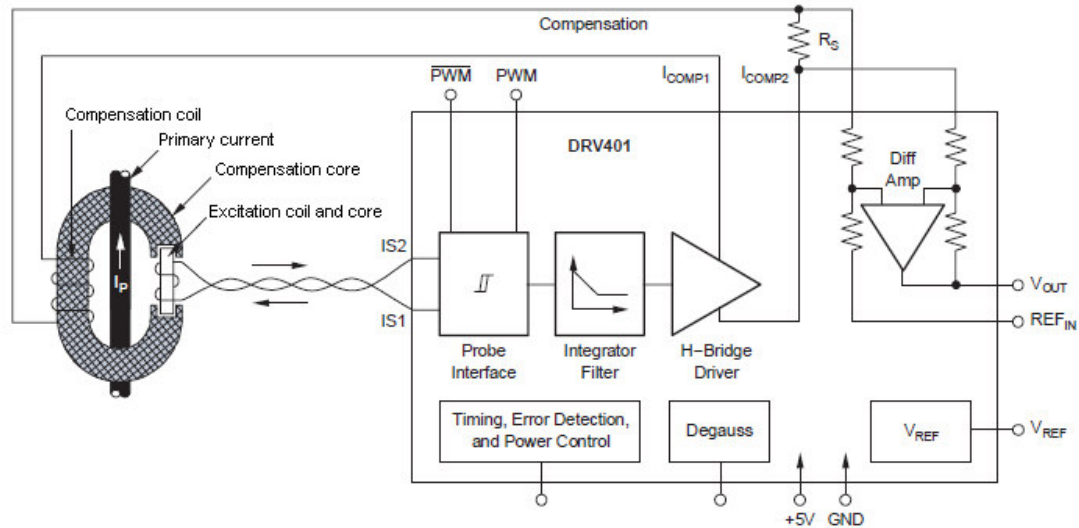 Compensation
R_S
PWM PWM
I_COMP1 I_COMP2
Compensation coil
Primary current
Compensation core
Excitation coil and core
I_P
DRV401
Diff
Amp
IS2
IS1
Probe
Interface
Integrator
Filter
H-Bridge
Driver
V_OUT
REF_IN
Timing, Error Detection,
and Power Control
Degauss
V_REF
V_REF
+5V GND